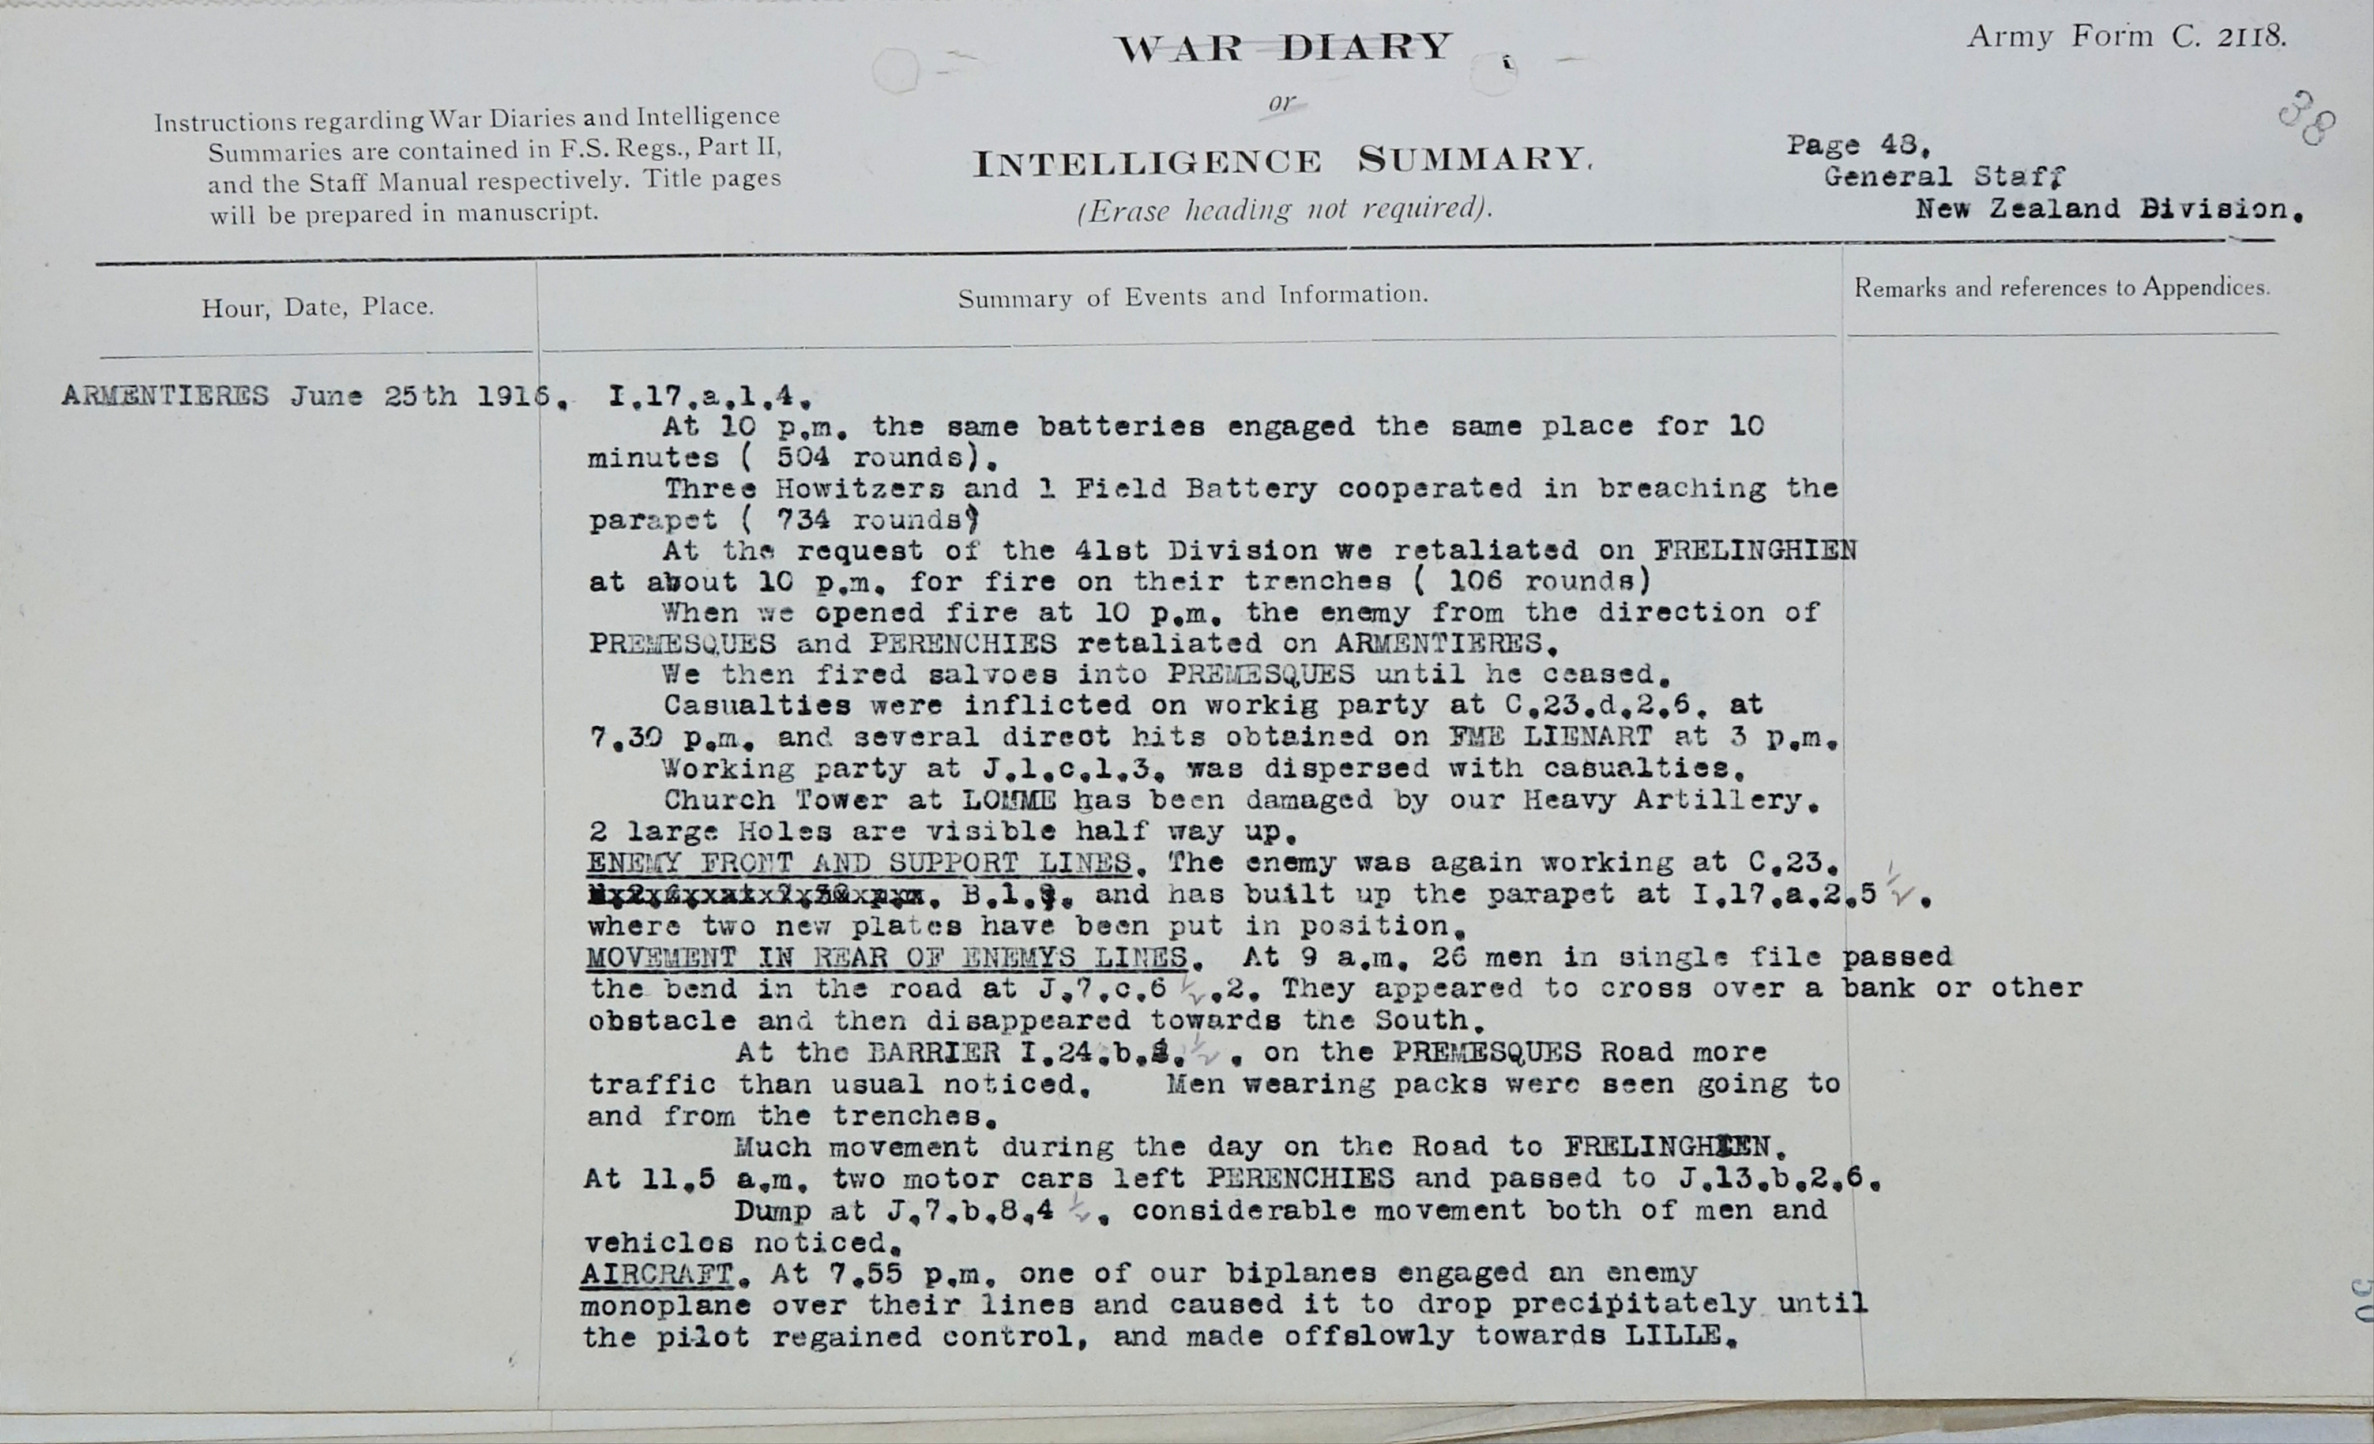 WAR DIARY
or
INTELLIGENCE SUMMARY.
(Erase heading not required).
Army Form C. 2118.
38
Instructions regarding War Diaries and Intelligence
Summaries are contained in F.S. Regs., Part II,
and the Staff Manual respectively. Title pages
will be prepared in manuscript.
Page 43.
General Staff
New Zealand Division.
Hour, Date, Place.
Summary of Events and Information.
Remarks and references to Appendices.
ARMENTIERES June 25th 1916. I.17.a.1.4.
At 10 p.m. the same batteries engaged the same place for 10
minutes ( 504 rounds).
Three Howitzers and 1 Field Battery cooperated in breaching the
parapet ( 734 rounds)
At the request of the 41st Division we retaliated on FRELINGHIEN
at about 10 p.m. for fire on their trenches ( 106 rounds)
When we opened fire at 10 p.m. the enemy from the direction of
PREMESQUES and PERENCHIES retaliated on ARMENTIERES.
We then fired salvoes into PREMESQUES until he ceased.
Casualties were inflicted on workig party at C.23.d.2.6. at
7.30 p.m. and several direct hits obtained on FME LIENART at 3 p.m.
Working party at J.1.c.1.3. was dispersed with casualties.
Church Tower at LOMME has been damaged by our Heavy Artillery.
2 large Holes are visible half way up.
ENEMY FRONT AND SUPPORT LINES. The enemy was again working at C.23.
B.1. and has built up the parapet at I.17.a.2.5 ½.
where two new plates have been put in position.
MOVEMENT IN REAR OF ENEMYS LINES. At 9 a.m. 26 men in single file passed
the bend in the road at J.7.c.6 ½.2. They appeared to cross over a bank or other
obstacle and then disappeared towards the South.
At the BARRIER I.24.b. ½. on the PREMESQUES Road more
traffic than usual noticed. Men wearing packs were seen going to
and from the trenches.
Much movement during the day on the Road to FRELINGHIEN.
At 11.5 a.m. two motor cars left PERENCHIES and passed to J.13.b.2.6.
Dump at J.7.b.8.4 ½. considerable movement both of men and
vehicles noticed.
AIRCRAFT. At 7.55 p.m. one of our biplanes engaged an enemy
monoplane over their lines and caused it to drop precipitately until
the pilot regained control, and made offslowly towards LILLE.